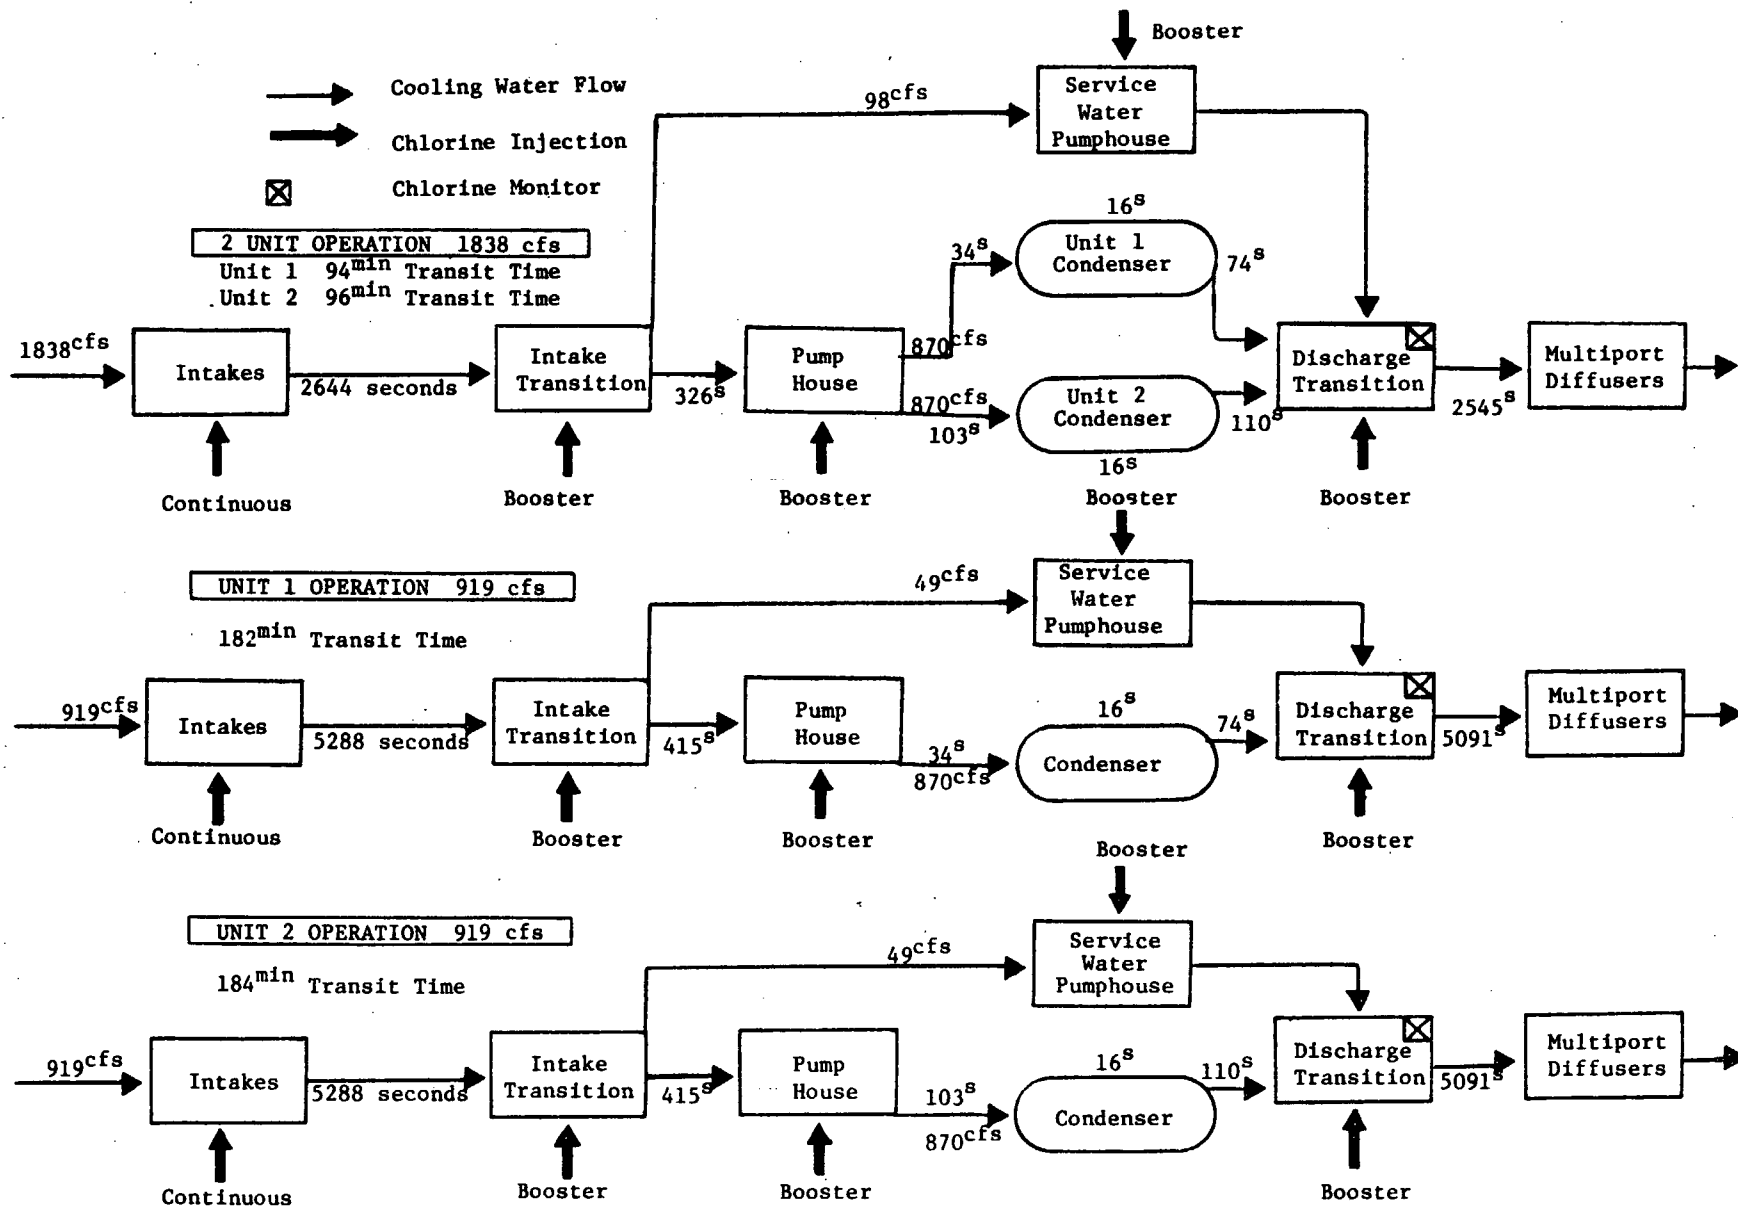 Booster
Cooling Water Flow
Chlorine Injection
Chlorine Monitor
2 UNIT OPERATION 1838 cfs
Unit 1 94min Transit Time
Unit 2 96min Transit Time
98cfs
Service
Water
Pumphouse
1838cfs
Intakes
2644 seconds
Intake
Transition
326s
Pump
House
870cfs
34s
16s
Unit 1
Condenser
74s
870cfs
103s
Unit 2
Condenser
16s
110s
Discharge
Transition
2545s
Multiport
Diffusers
Continuous
Booster
Booster
Booster
Booster
UNIT 1 OPERATION 919 cfs
182min Transit Time
49cfs
Service
Water
Pumphouse
919cfs
Intakes
5288 seconds
Intake
Transition
415s
Pump
House
34s
870cfs
16s
Condenser
74s
Discharge
Transition
5091s
Multiport
Diffusers
Continuous
Booster
Booster
Booster
Booster
UNIT 2 OPERATION 919 cfs
184min Transit Time
49cfs
Service
Water
Pumphouse
919cfs
Intakes
5288 seconds
Intake
Transition
415s
Pump
House
103s
870cfs
16s
Condenser
110s
Discharge
Transition
5091s
Multiport
Diffusers
Continuous
Booster
Booster
Booster